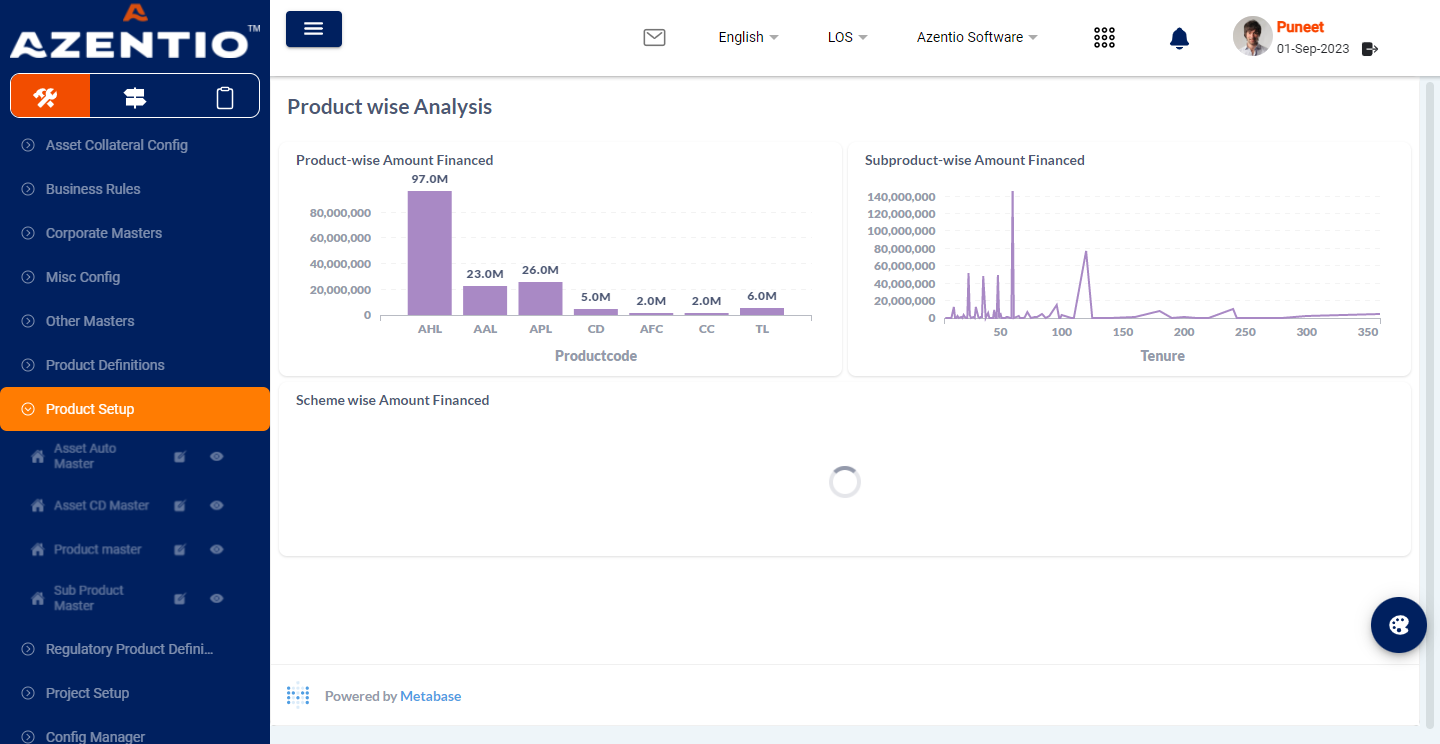 AZENTIO™
Asset Collateral Config
Business Rules
Corporate Masters
Misc Config
Other Masters
Product Definitions
Product Setup
Asset Auto
Master
Asset CD Master
Product master
Sub Product
Master
Regulatory Product Defini...
Project Setup
Config Manager
English
LOS
Azentio Software
Puneet
01-Sep-2023
Product wise Analysis
Product-wise Amount Financed
97.0M
80,000,000
60,000,000
40,000,000
20,000,000
0
23.0M
26.0M
5.0M
2.0M
2.0M
6.0M
AHL AAL APL CD AFC CC TL
Productcode
Subproduct-wise Amount Financed
140,000,000
120,000,000
100,000,000
80,000,000
60,000,000
40,000,000
20,000,000
0
50 100 150 200 250 300 350
Tenure
Scheme wise Amount Financed
Powered by Metabase